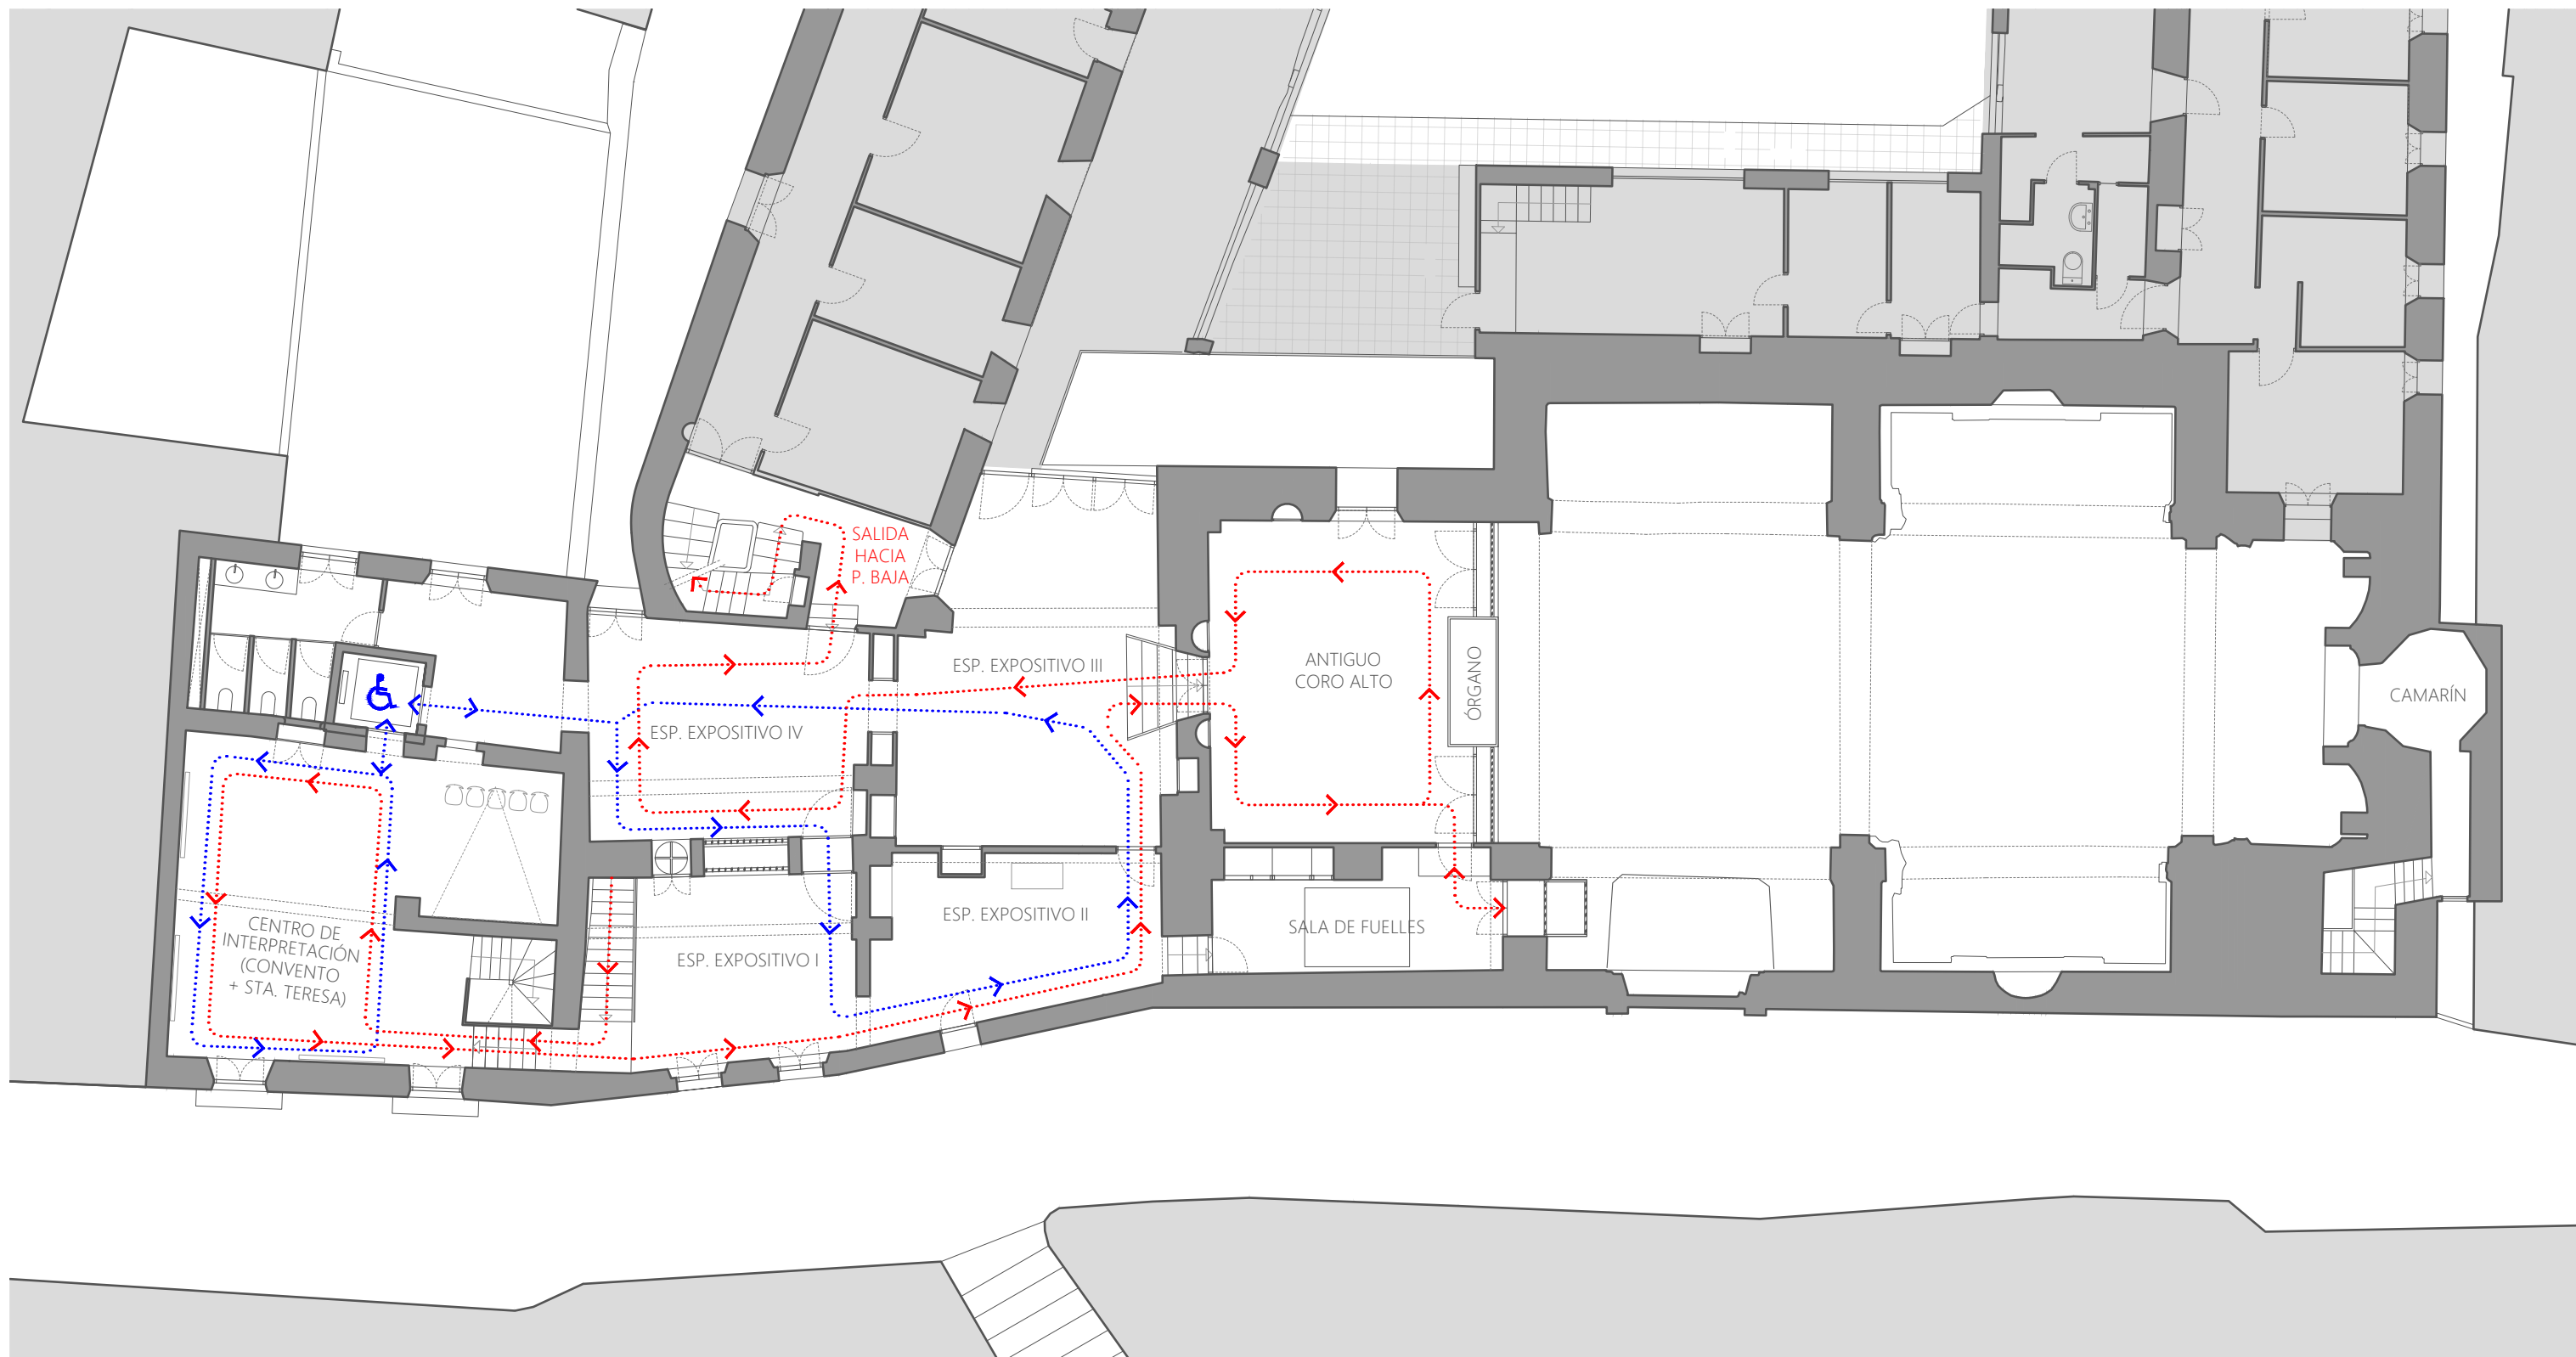 SALIDA
HACIA
P. BAJA
ESP. EXPOSITIVO III
ANTIGUO
CORO ALTO
ÓRGANO
CAMARÍN
ESP. EXPOSITIVO IV
CENTRO DE
INTERPRETACIÓN
(CONVENTO
+ STA. TERESA)
ESP. EXPOSITIVO I
ESP. EXPOSITIVO II
SALA DE FUELLES